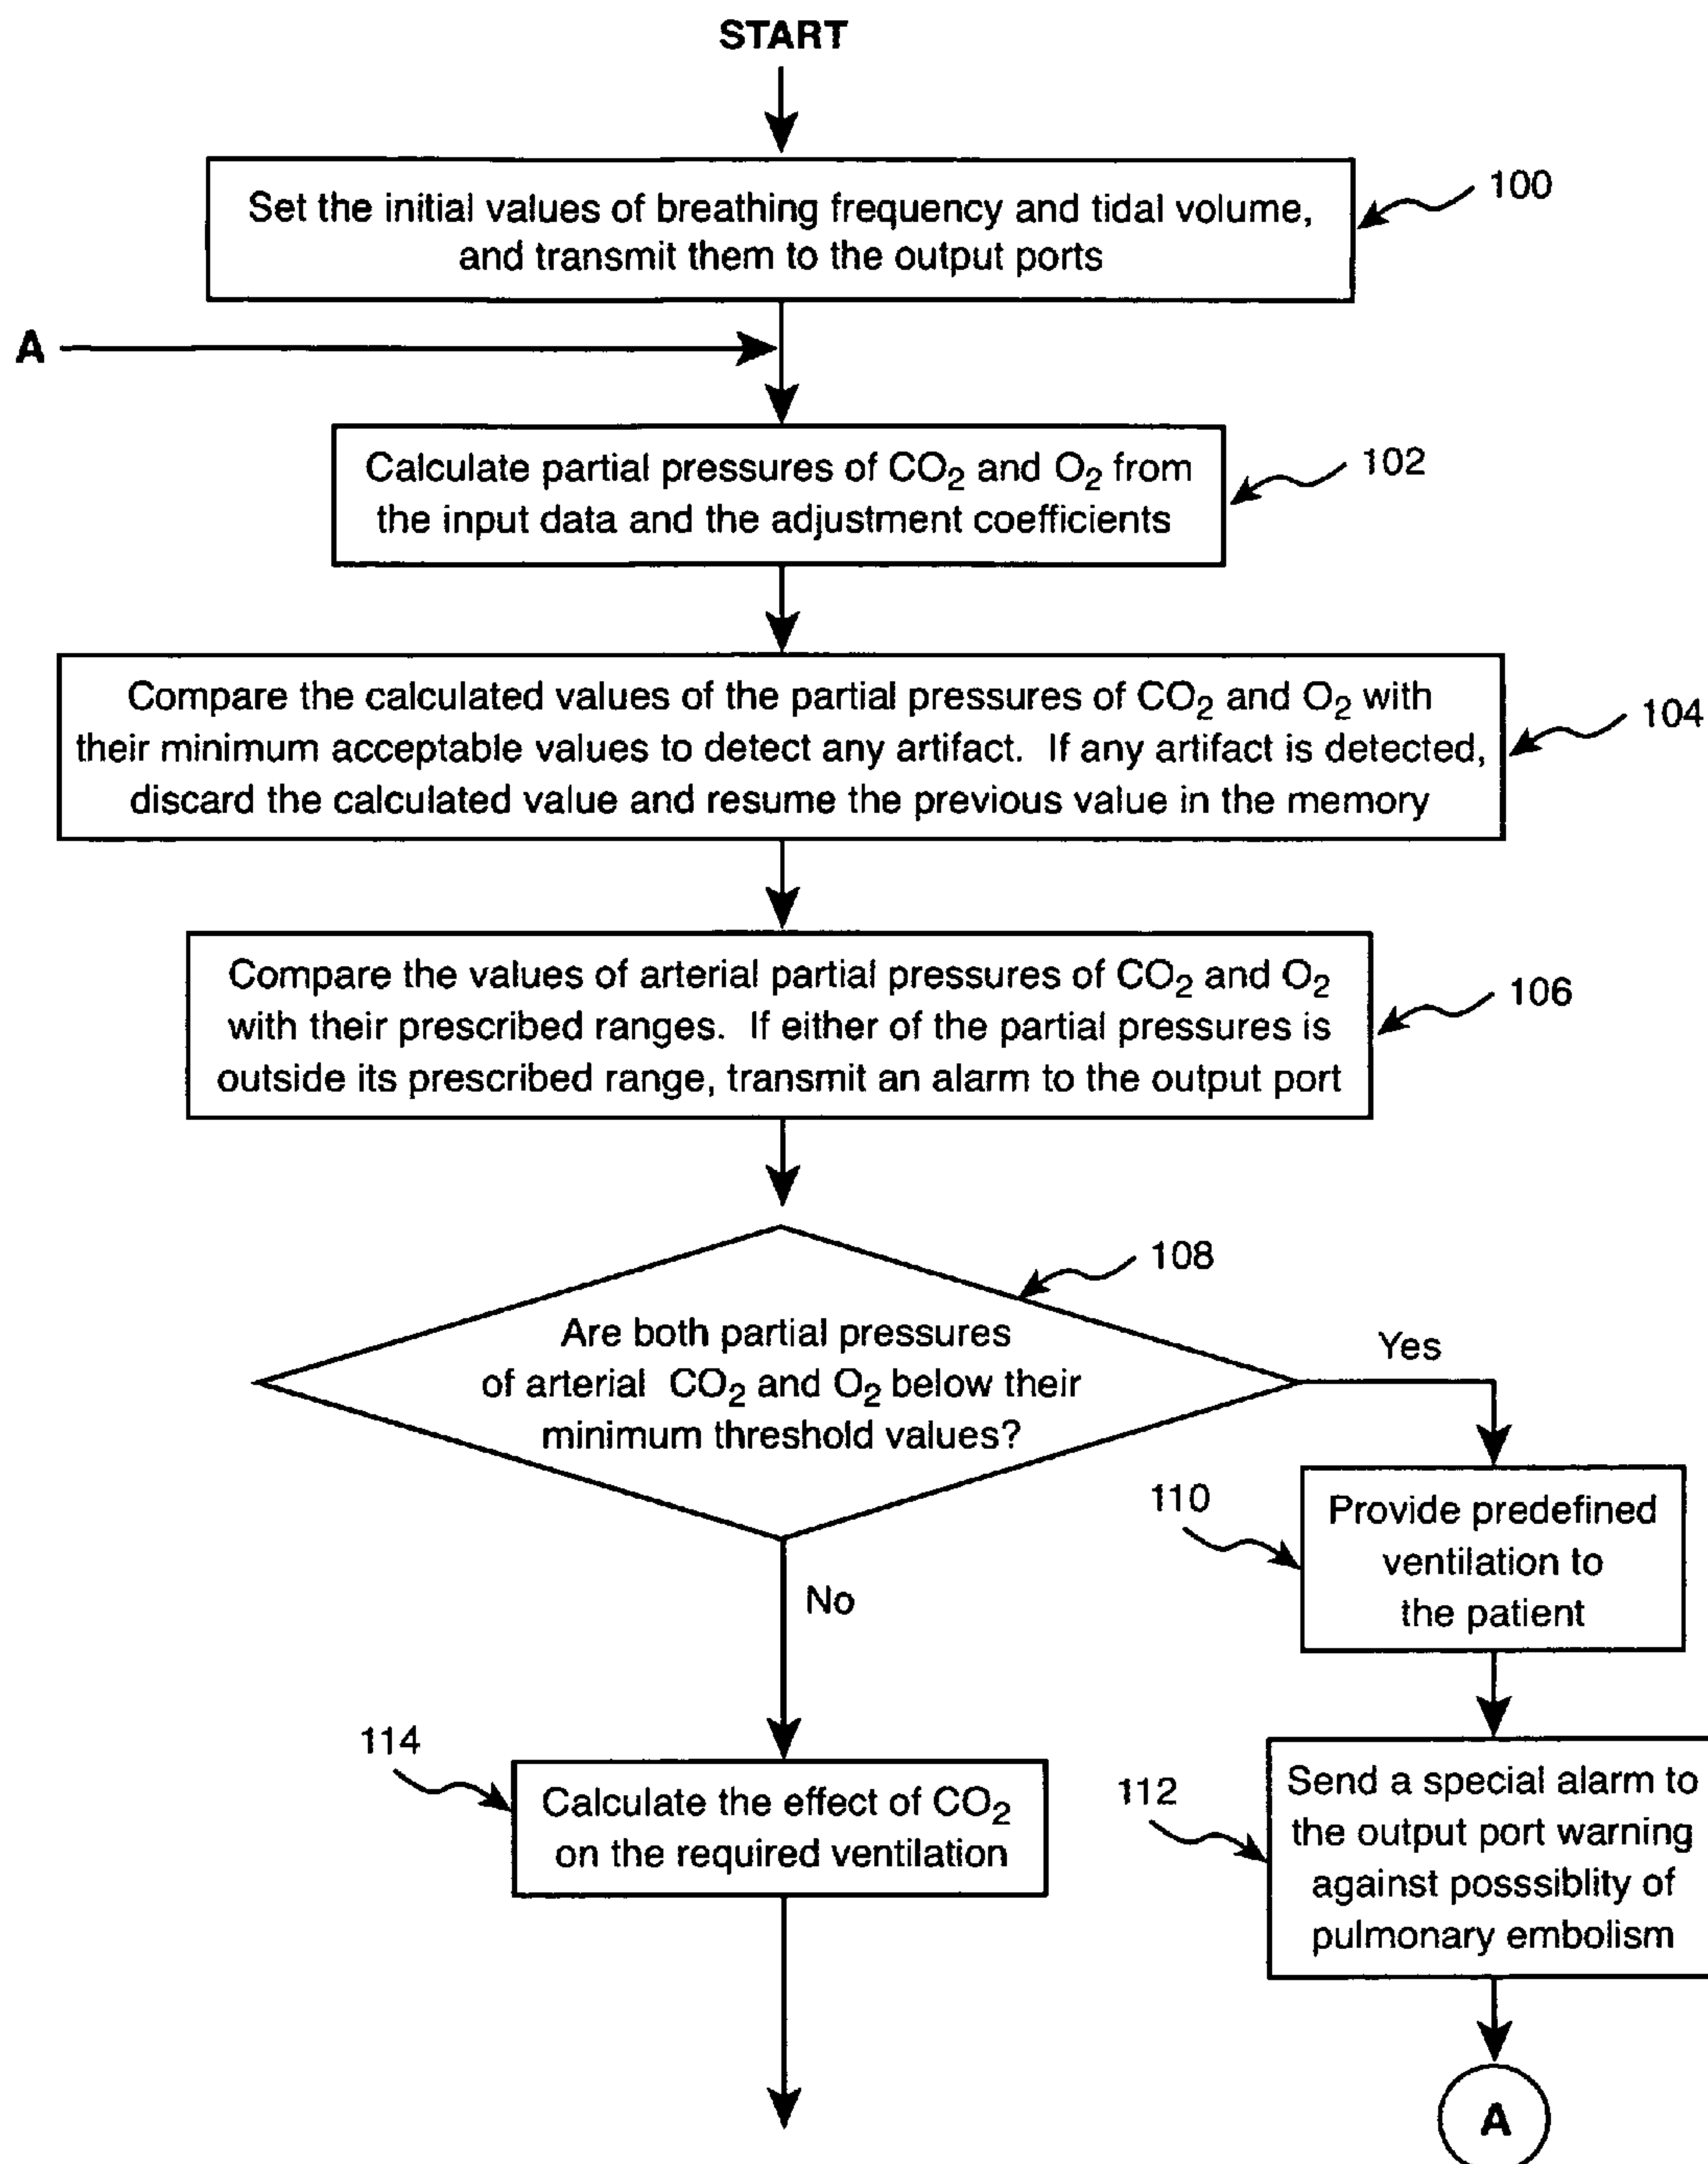 START
Set the initial values of breathing frequency and tidal volume,
and transmit them to the output ports
100
A
Calculate partial pressures of CO₂ and O₂ from
the input data and the adjustment coefficients
102
Compare the calculated values of the partial pressures of CO₂ and O₂ with
their minimum acceptable values to detect any artifact. If any artifact is detected,
discard the calculated value and resume the previous value in the memory
104
Compare the values of arterial partial pressures of CO₂ and O₂
with their prescribed ranges. If either of the partial pressures is
outside its prescribed range, transmit an alarm to the output port
106
108
Are both partial pressures
of arterial CO₂ and O₂ below their
minimum threshold values?
Yes
110
Provide predefined
ventilation to
the patient
No
114
Calculate the effect of CO₂
on the required ventilation
112
Send a special alarm to
the output port warning
against posssiblity of
pulmonary embolism
A